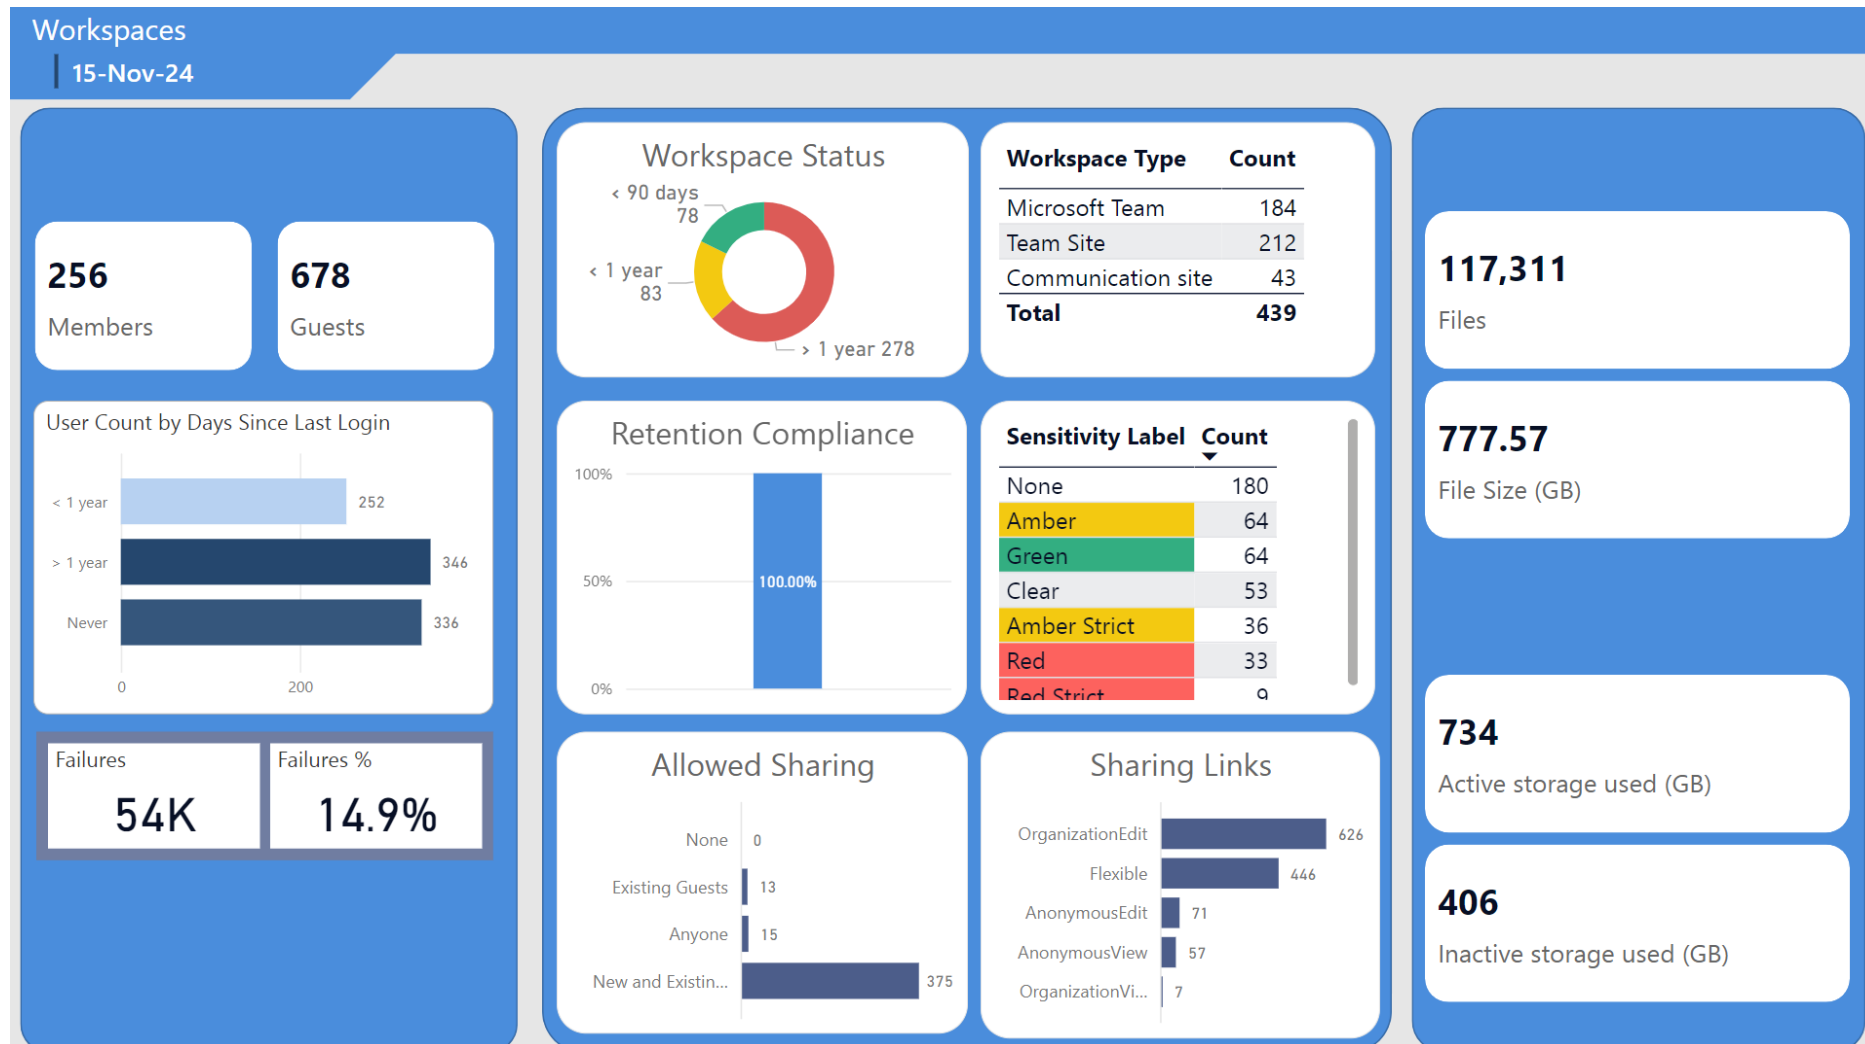 Workspaces
15-Nov-24
256
Members
678
Guests
User Count by Days Since Last Login
< 1 year
252
> 1 year
346
Never
336
0
200
Failures
54K
Failures %
14.9%
Workspace Status
< 90 days
78
< 1 year
83
> 1 year 278
Workspace Type Count
Microsoft Team 184
Team Site 212
Communication site 43
Total 439
Retention Compliance
100%
50%
100.00%
0%
Sensitivity Label Count
None 180
Amber 64
Green 64
Clear 53
Amber Strict 36
Red 33
Red Strict 9
Allowed Sharing
None 0
Existing Guests 13
Anyone 15
New and Existin... 375
Sharing Links
OrganizationEdit 626
Flexible 446
AnonymousEdit 71
AnonymousView 57
OrganizationVi... 7
117,311
Files
777.57
File Size (GB)
734
Active storage used (GB)
406
Inactive storage used (GB)